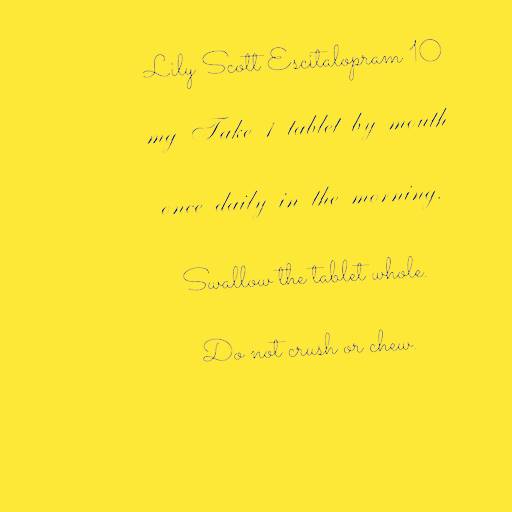 Lily Scott Escitalopram 10
mg Take 1 tablet by mouth
once daily in the morning.
Swallow the tablet whole.
Do not crush or chew.